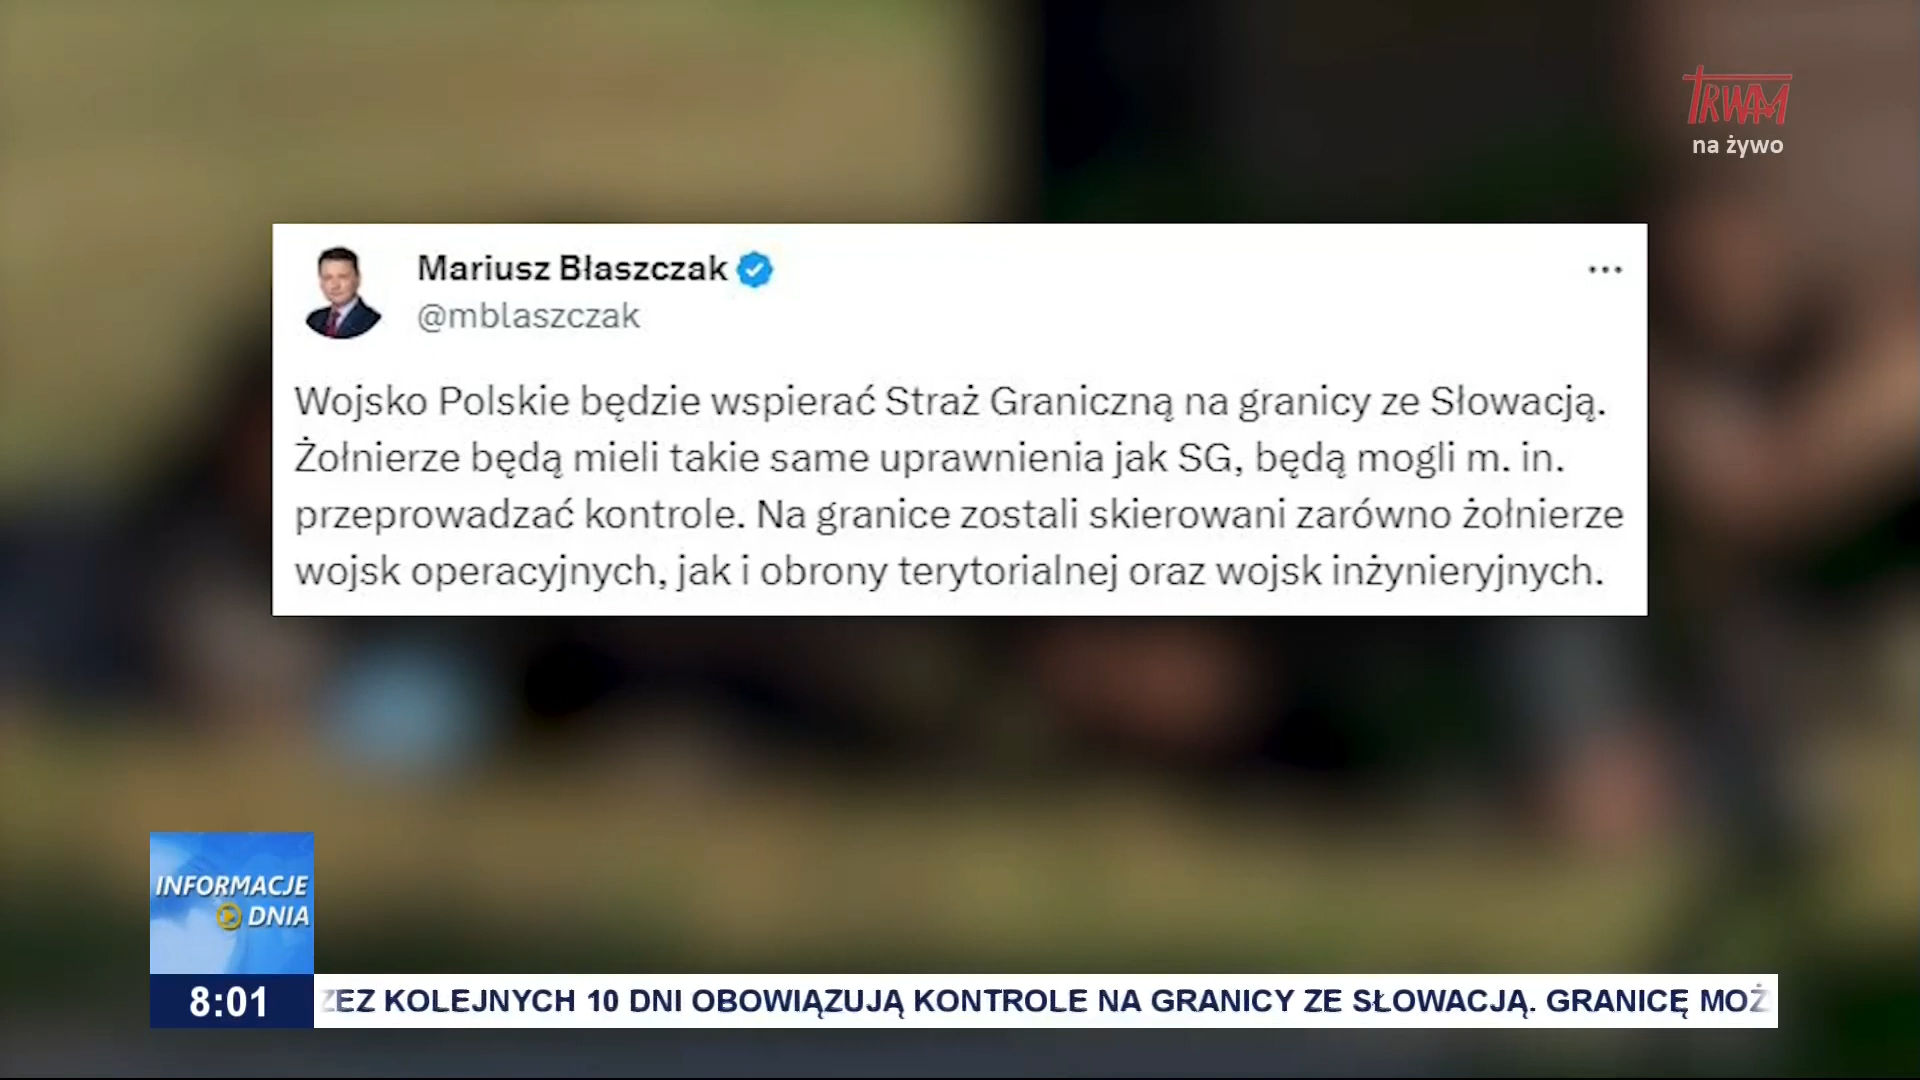 TRWAM
na żywo
Mariusz Błaszczak
@mblaszczak
Wojsko Polskie będzie wspierać Straż Graniczną na granicy ze Słowacją.
Żołnierze będą mieli takie same uprawnienia jak SG, będą mogli m. in.
przeprowadzać kontrole. Na granice zostali skierowani zarówno żołnierze
wojsk operacyjnych, jak i obrony terytorialnej oraz wojsk inżynieryjnych.
INFORMACJE
DNIA
8:01
ZEZ KOLEJNYCH 10 DNI OBOWIĄZUJĄ KONTROLE NA GRANICY ZE SŁOWACJĄ. GRANICĘ MOŻ